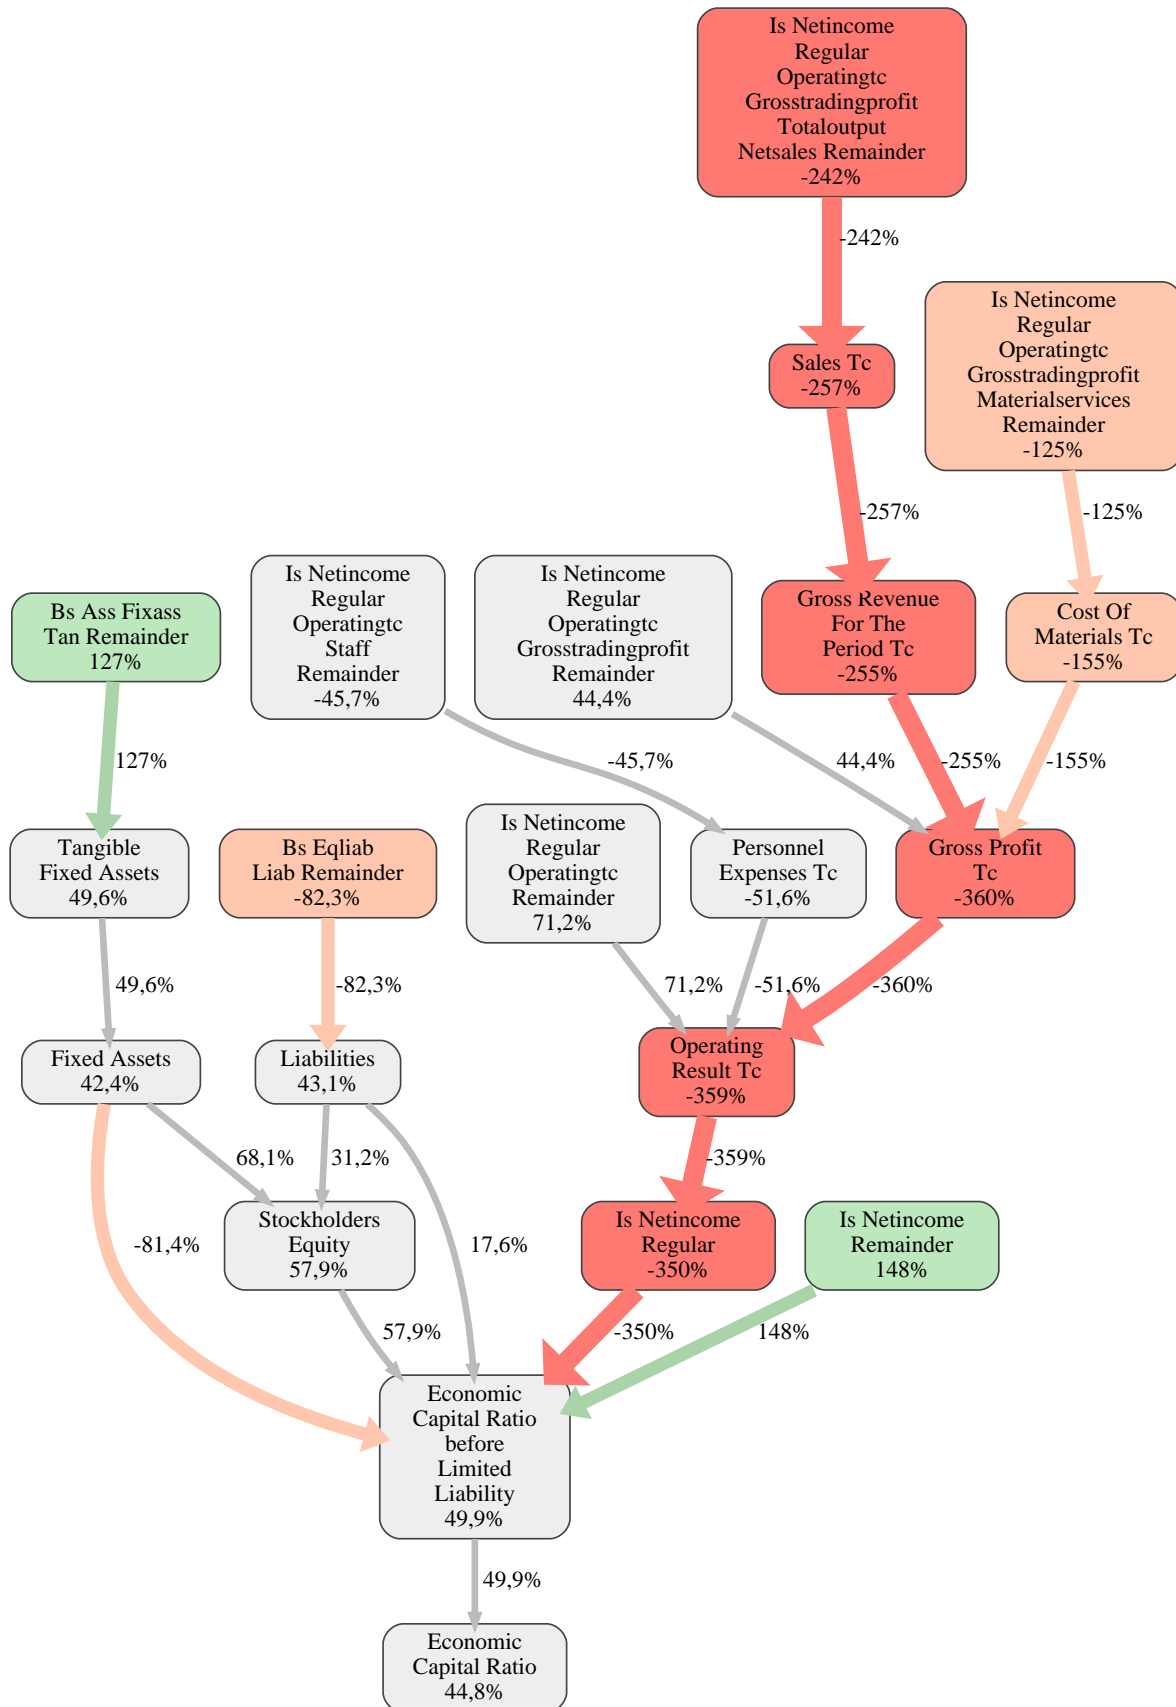 Is Netincome
Regular
Operatingtc
Grosstradingprofit
Totaloutput
Netsales Remainder
-242%
-242%
Is Netincome
Regular
Operatingtc
Grosstradingprofit
Materialservices
Remainder
-125%
Sales Tc
-257%
-257%
-125%
Is Netincome
Regular
Operatingtc
Staff
Remainder
-45,7%
Is Netincome
Regular
Operatingtc
Grosstradingprofit
Remainder
44,4%
Gross Revenue
For The
Period Tc
-255%
Cost Of
Materials Tc
-155%
Bs Ass Fixass
Tan Remainder
127%
127%
-45,7%
44,4%
-255%
-155%
Tangible
Fixed Assets
49,6%
Bs Eqliab
Liab Remainder
-82,3%
Is Netincome
Regular
Operatingtc
Remainder
71,2%
Personnel
Expenses Tc
-51,6%
Gross Profit
Tc
-360%
49,6%
-82,3%
71,2%
-51,6%
-360%
Fixed Assets
42,4%
Liabilities
43,1%
Operating
Result Tc
-359%
68,1%
31,2%
-359%
-81,4%
Stockholders
Equity
57,9%
17,6%
Is Netincome
Regular
-350%
Is Netincome
Remainder
148%
57,9%
-350%
148%
Economic
Capital Ratio
before
Limited
Liability
49,9%
49,9%
Economic
Capital Ratio
44,8%